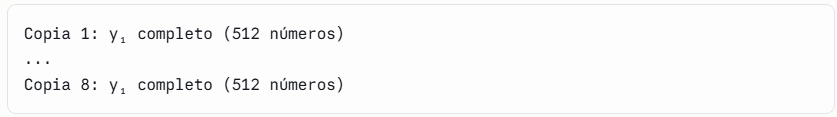 Copia 1: y₁ completo (512 números)
...
Copia 8: y₁ completo (512 números)